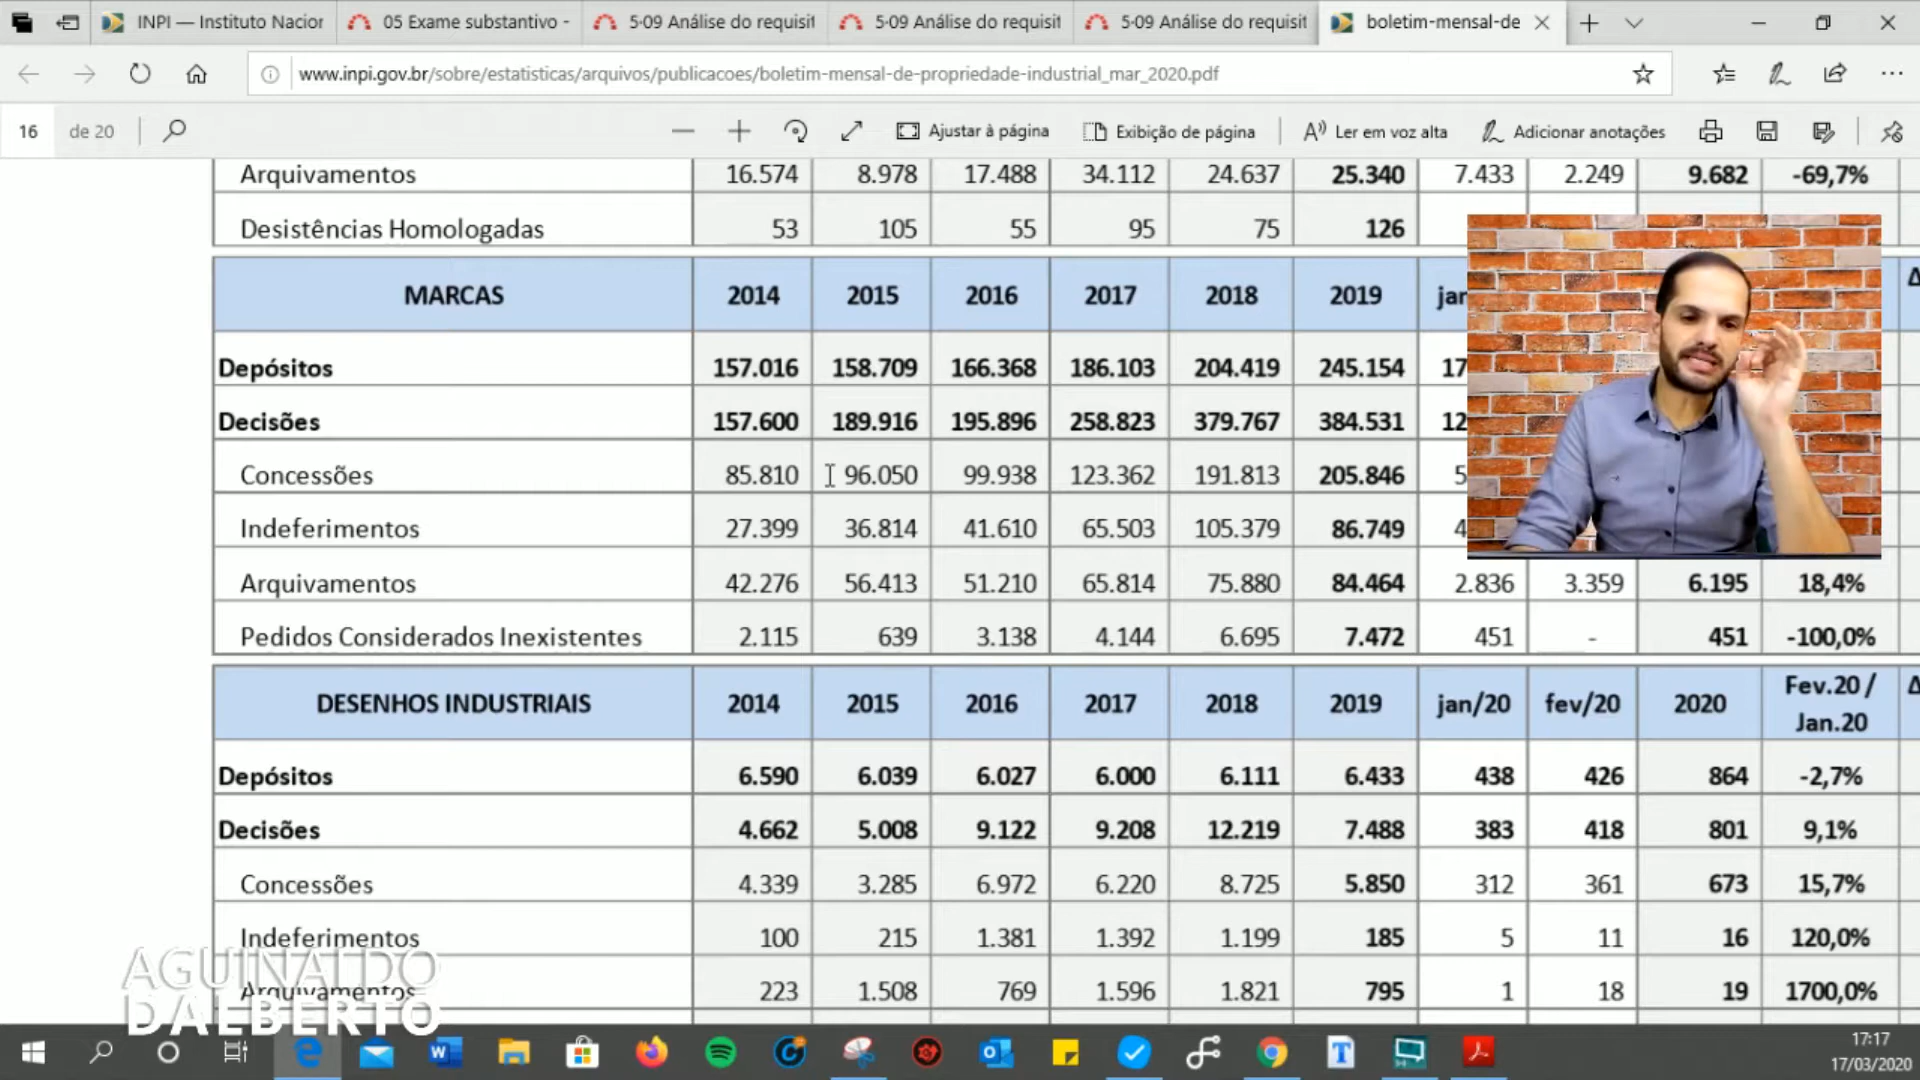 INPI — Instituto Nacior
05 Exame substantivo -
5·09 Análise do requisit
5·09 Análise do requisit
5·09 Análise do requisit
boletim-mensal-de
www.inpi.gov.br/sobre/estatisticas/arquivos/publicacoes/boletim-mensal-de-propriedade-industrial_mar_2020.pdf
16 de 20 Ajustar à página Exibição de página Ler em voz alta Adicionar anotações
Arquivamentos 16.574 8.978 17.488 34.112 24.637 25.340 7.433 2.249 9.682 -69,7%
Desistências Homologadas 53 105 55 95 75 126
MARCAS 2014 2015 2016 2017 2018 2019 jan Δ
Depósitos 157.016 158.709 166.368 186.103 204.419 245.154 17
Decisões 157.600 189.916 195.896 258.823 379.767 384.531 12
Concessões 85.810 96.050 99.938 123.362 191.813 205.846 5
Indeferimentos 27.399 36.814 41.610 65.503 105.379 86.749 4
Arquivamentos 42.276 56.413 51.210 65.814 75.880 84.464 2.836 3.359 6.195 18,4%
Pedidos Considerados Inexistentes 2.115 639 3.138 4.144 6.695 7.472 451 - 451 -100,0%
DESENHOS INDUSTRIAIS 2014 2015 2016 2017 2018 2019 jan/20 fev/20 2020 Fev.20 / Δ
Jan.20
Depósitos 6.590 6.039 6.027 6.000 6.111 6.433 438 426 864 -2,7%
Decisões 4.662 5.008 9.122 9.208 12.219 7.488 383 418 801 9,1%
Concessões 4.339 3.285 6.972 6.220 8.725 5.850 312 361 673 15,7%
Indeferimentos 100 215 1.381 1.392 1.199 185 5 11 16 120,0%
Arquivamentos 223 1.508 769 1.596 1.821 795 1 18 19 1700,0%
AGUINALDO
DALBERTO
17:17
17/03/2020